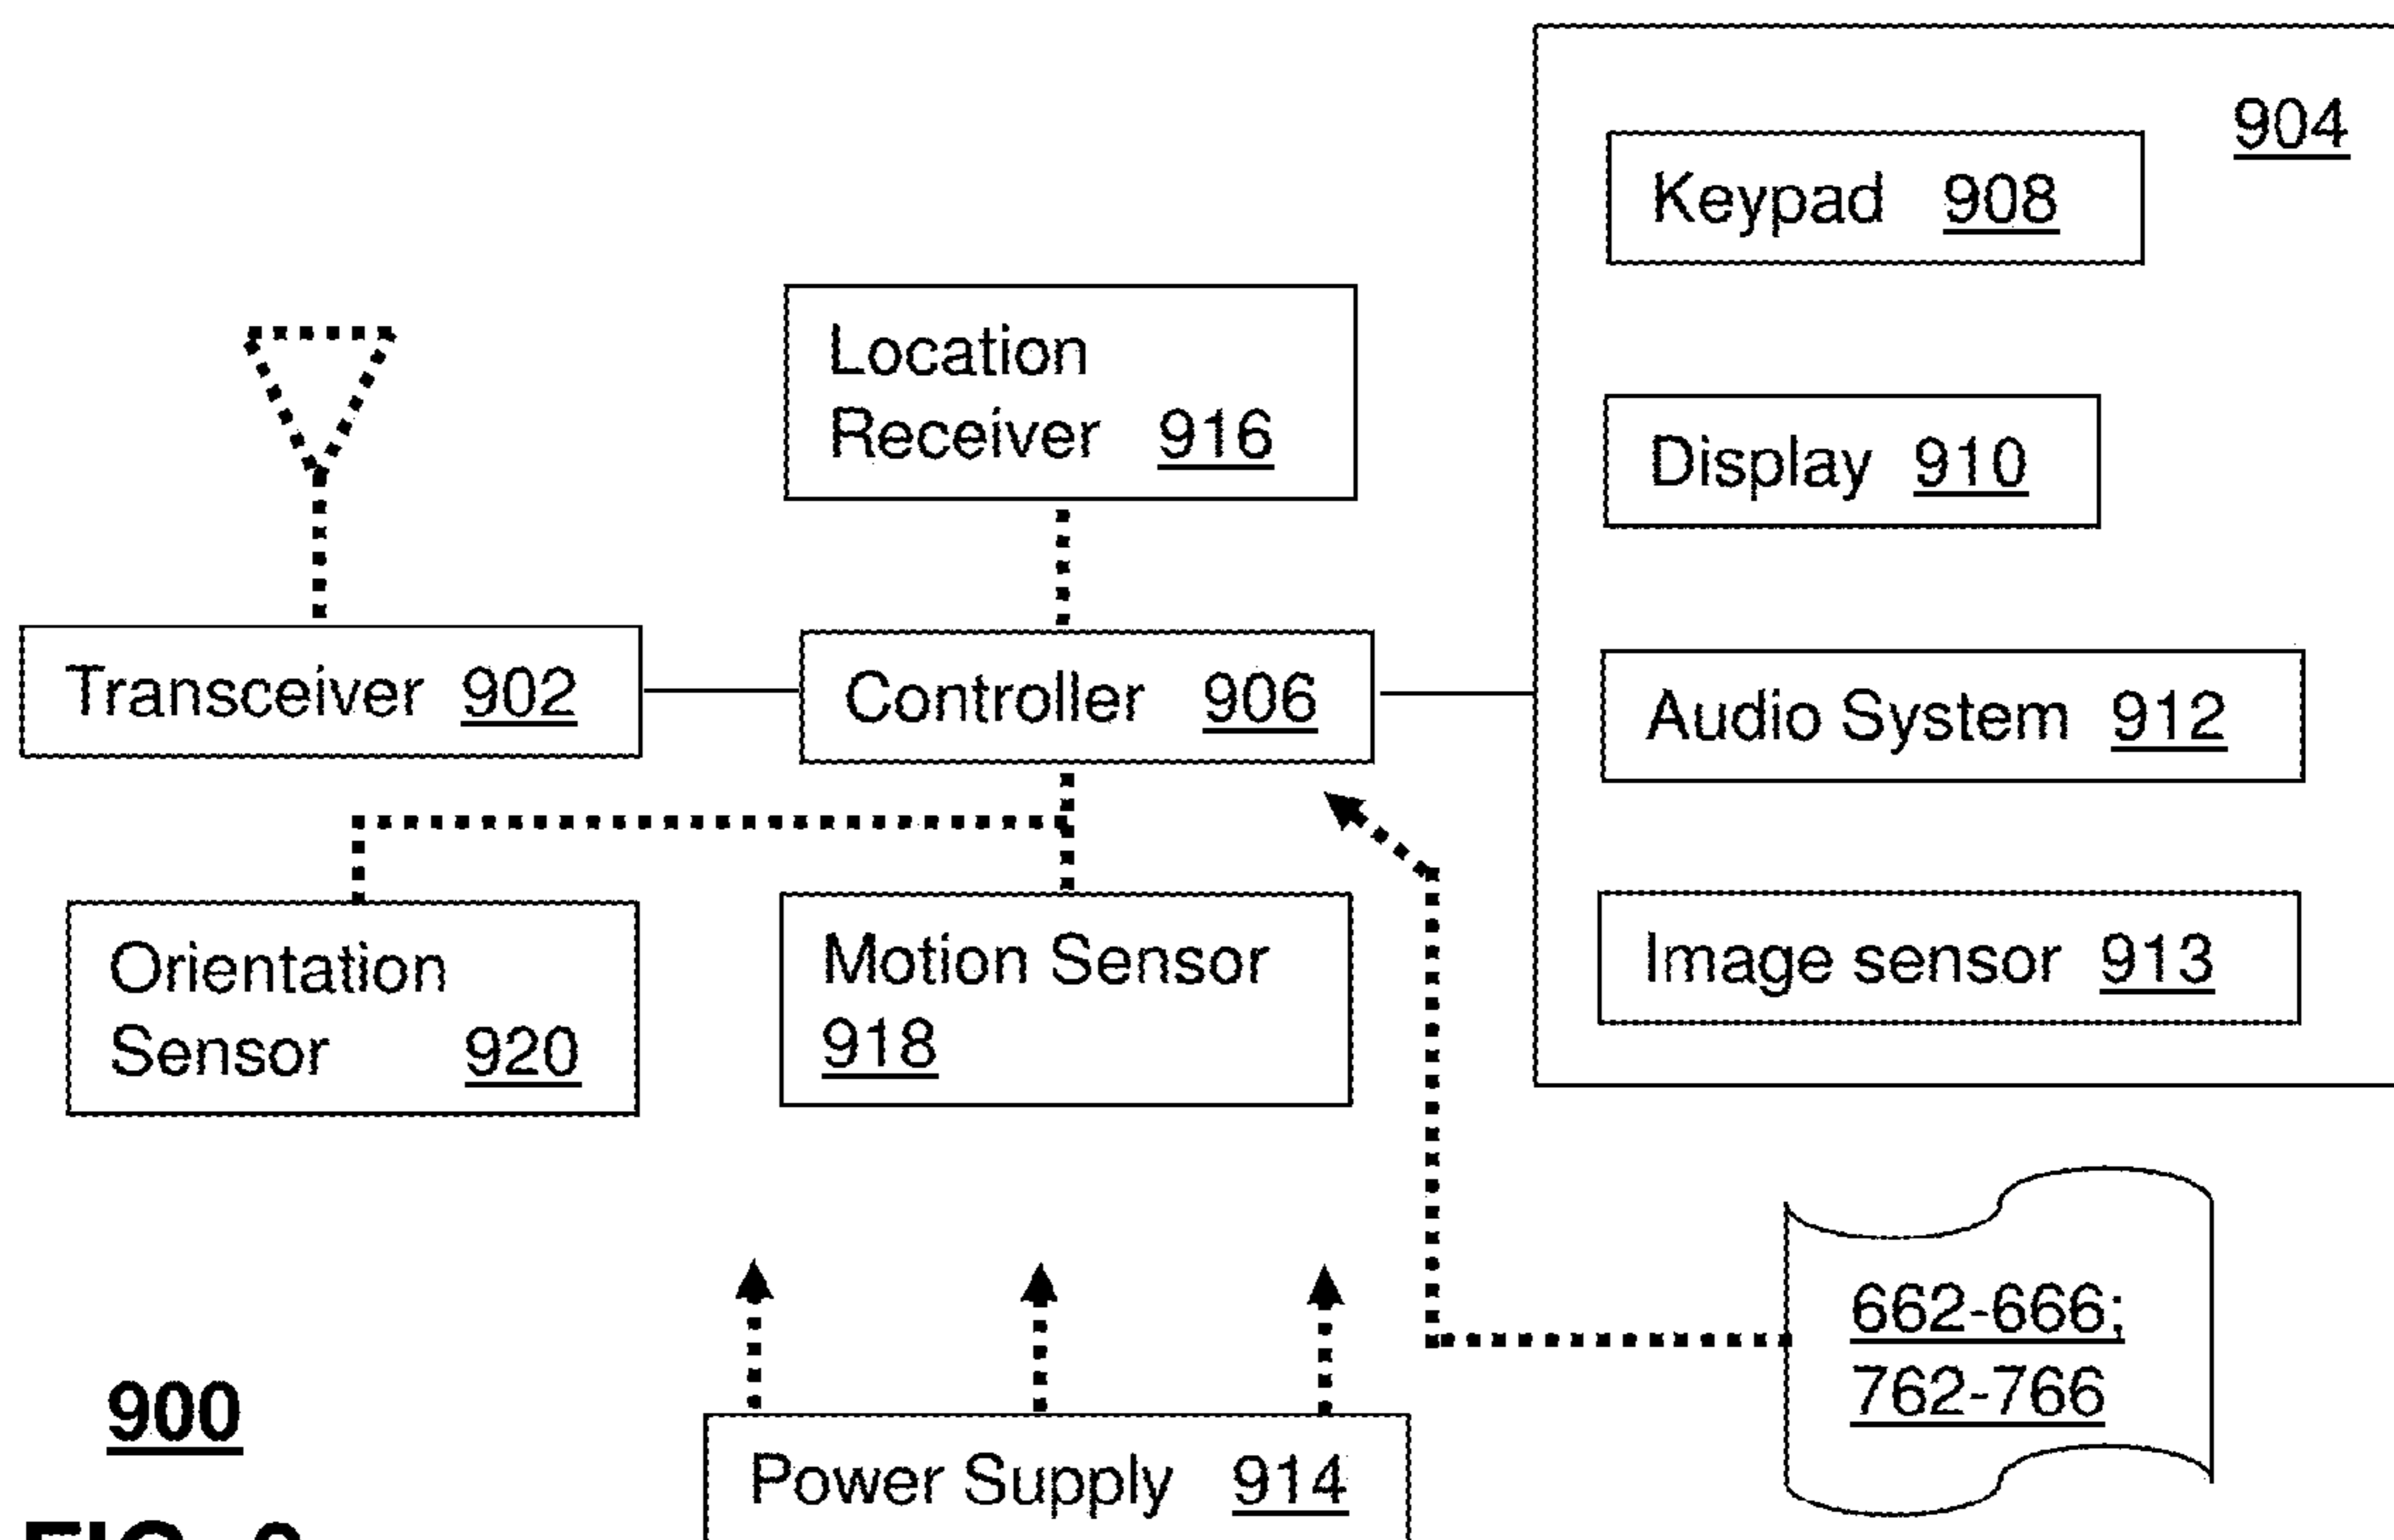 904
Keypad 908
Location
Receiver 916
Display 910
Transceiver 902
Controller 906
Audio System 912
Orientation
Sensor 920
Motion Sensor
918
Image sensor 913
662-666;
762-766
900
Power Supply 914